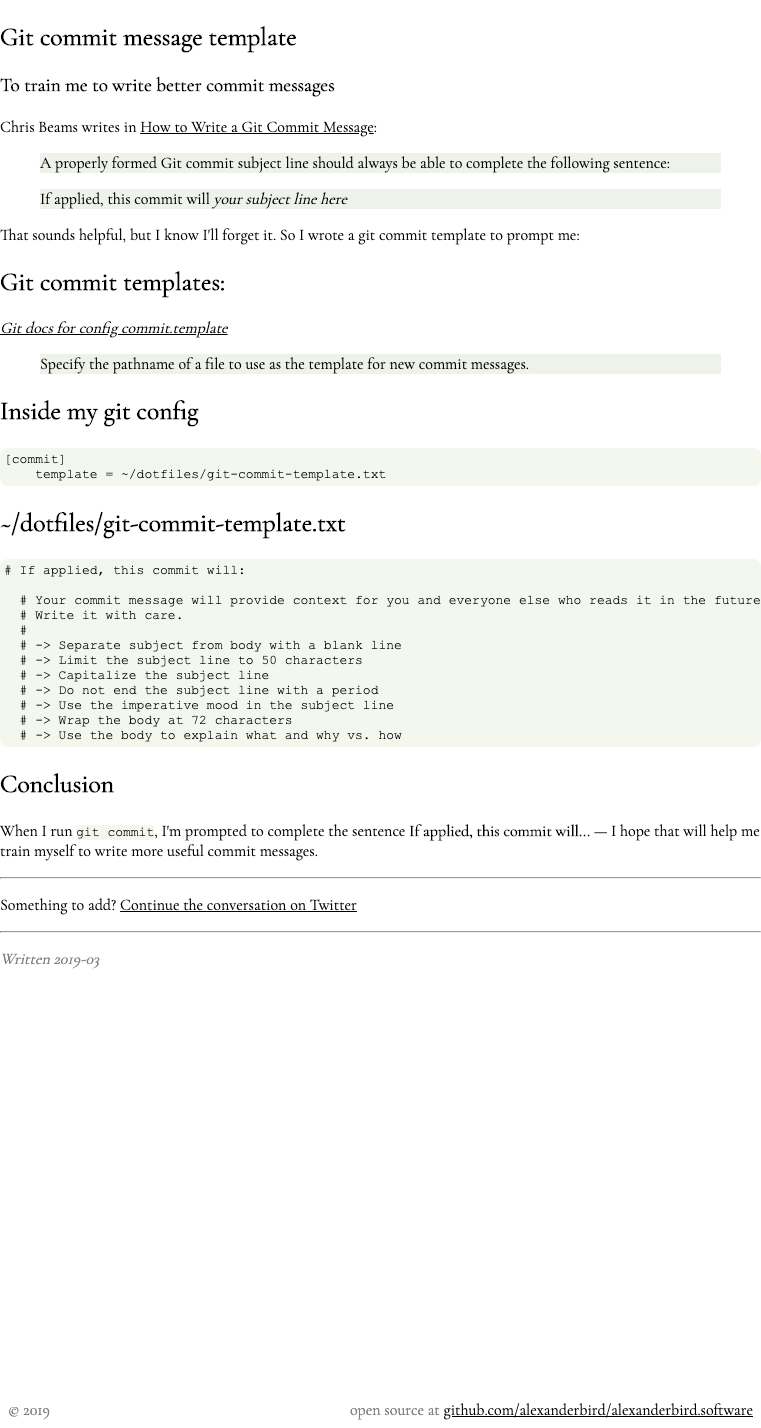 Git commit message template
To train me to write better commit messages
Chris Beams writes in How to Write a Git Commit Message:
A properly formed Git commit subject line should always be able to complete the following sentence:
If applied, this commit will your subject line here
That sounds helpful, but I know I'll forget it. So I wrote a git commit template to prompt me:
Git commit templates:
Git docs for config commit.template
Specify the pathname of a file to use as the template for new commit messages.
Inside my git config
[commit]
    template = ~/dotfiles/git-commit-template.txt
~/dotfiles/git-commit-template.txt
# If applied, this commit will:
  # Your commit message will provide context for you and everyone else who reads it in the future
  # Write it with care.
  #
  # -> Separate subject from body with a blank line
  # -> Limit the subject line to 50 characters
  # -> Capitalize the subject line
  # -> Do not end the subject line with a period
  # -> Use the imperative mood in the subject line
  # -> Wrap the body at 72 characters
  # -> Use the body to explain what and why vs. how
Conclusion
When I run git commit, I'm prompted to complete the sentence If applied, this commit will... — I hope that will help me
train myself to write more useful commit messages.
Something to add? Continue the conversation on Twitter
Written 2019-03
© 2019
open source at github.com/alexanderbird/alexanderbird.software